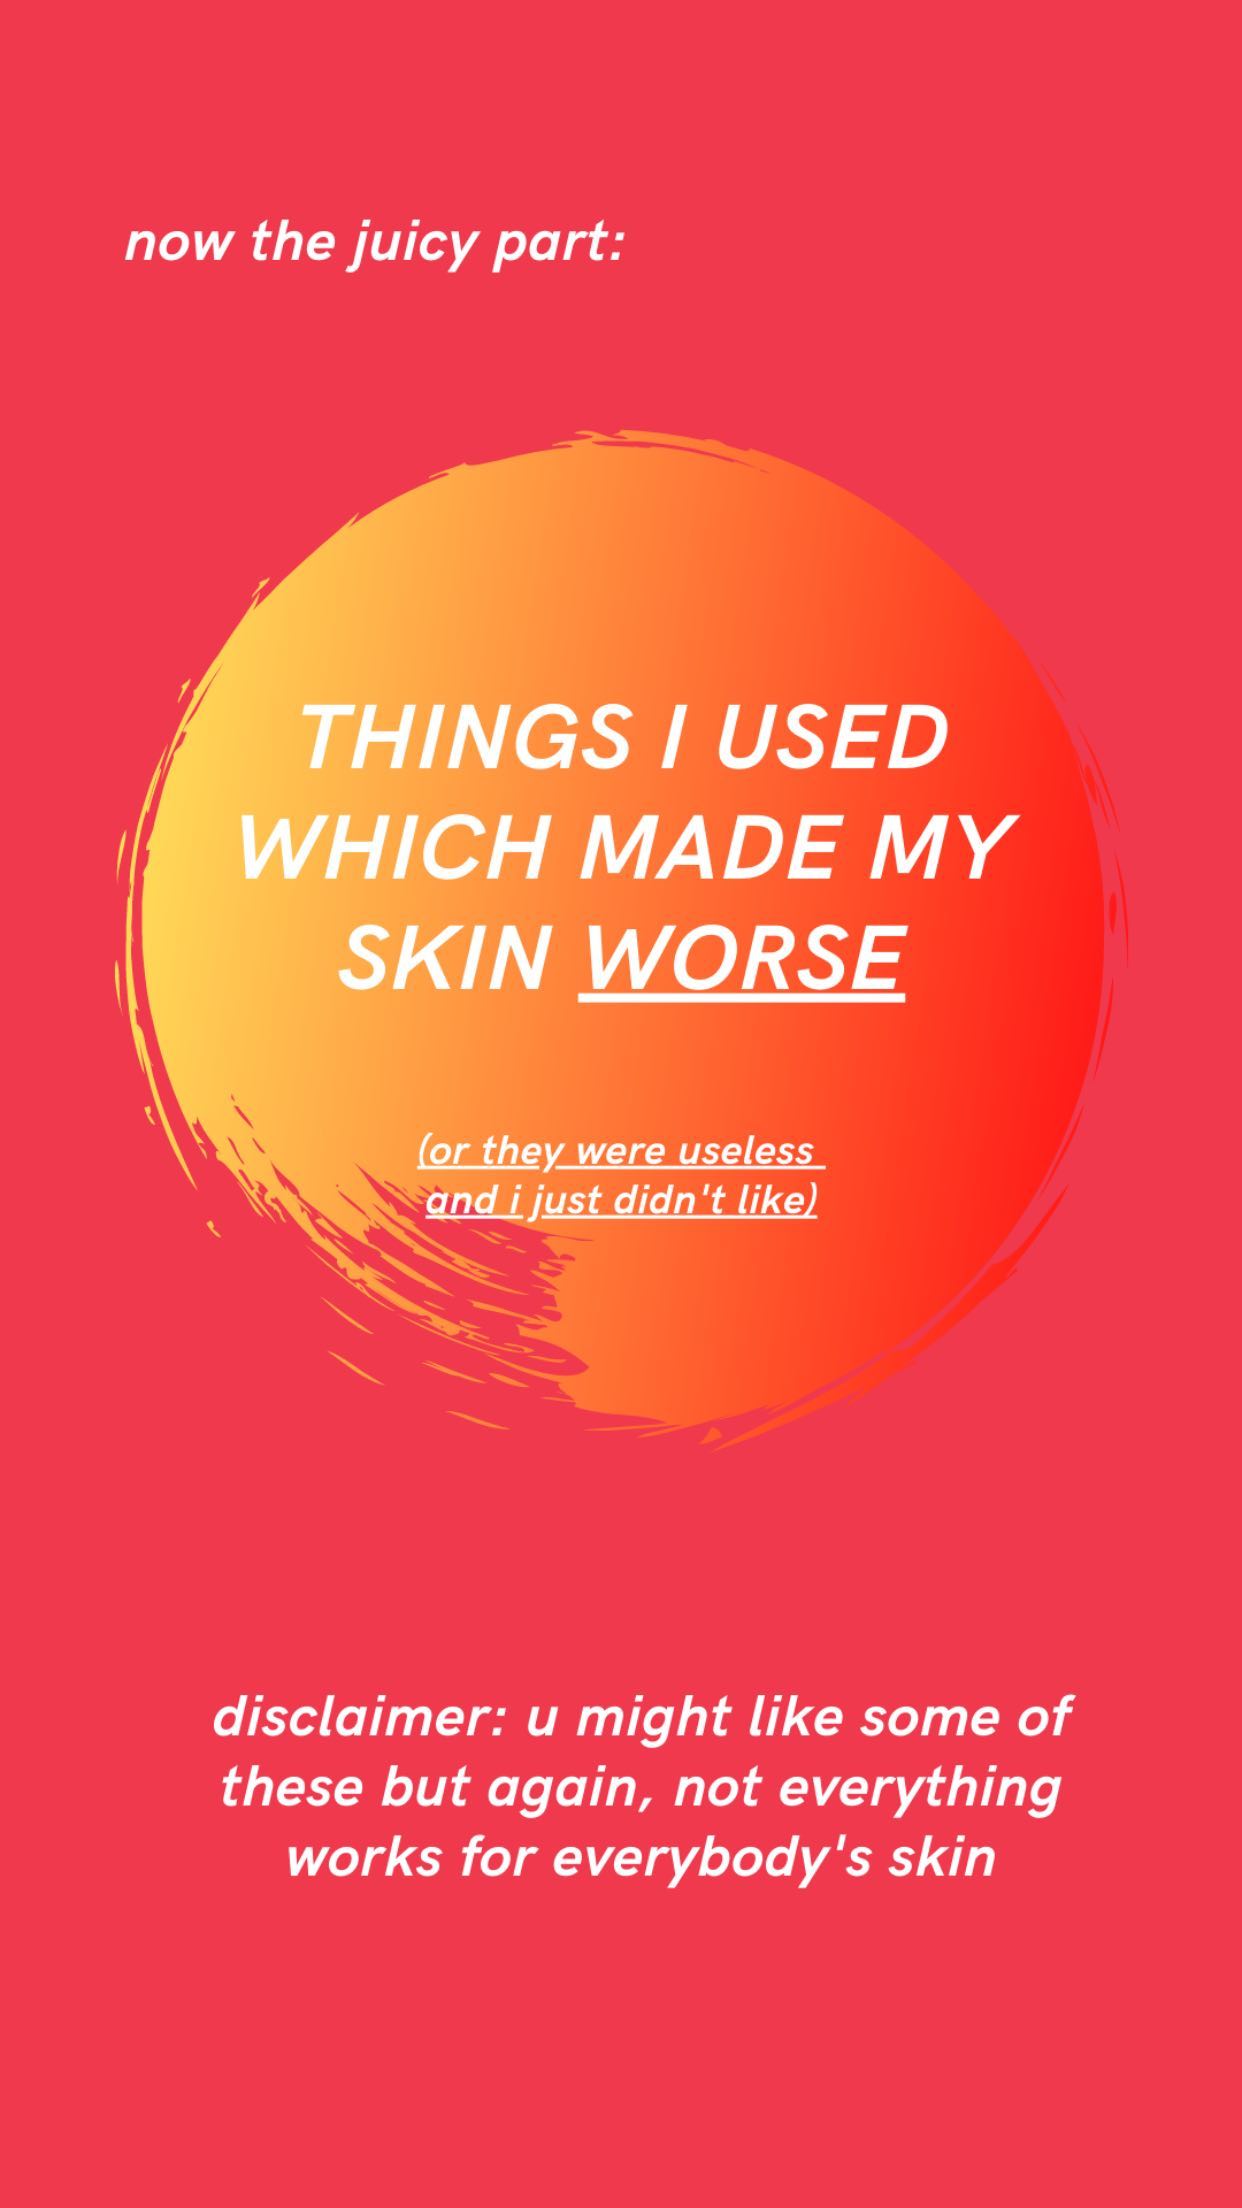 now the juicy part:
THINGS I USED
WHICH MADE MY
SKIN WORSE
(or they were useless
and i just didn't like)
disclaimer: u might like some of
these but again, not everything
works for everybody's skin